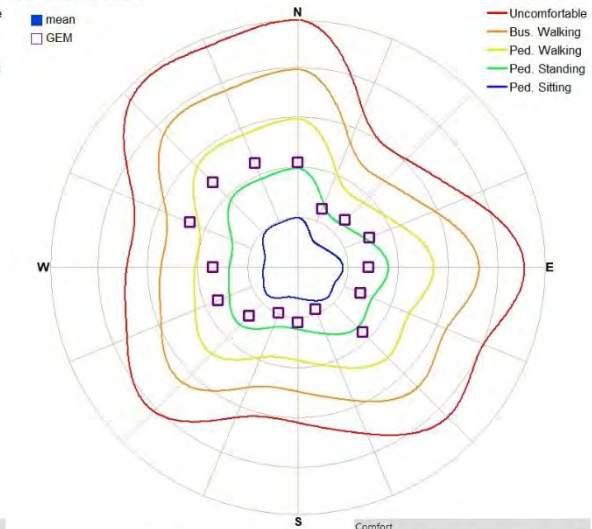 mean
GEM
N
Uncomfortable
Bus. Walking
Ped. Walking
Ped. Standing
Ped. Sitting
W
E
S
Comfort